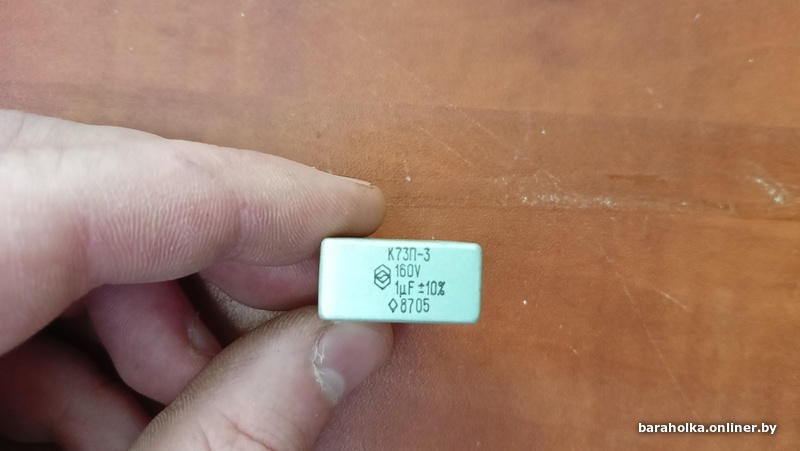 К73П-3
160V
1μF ±10%
◇8705
baraholka.onliner.by